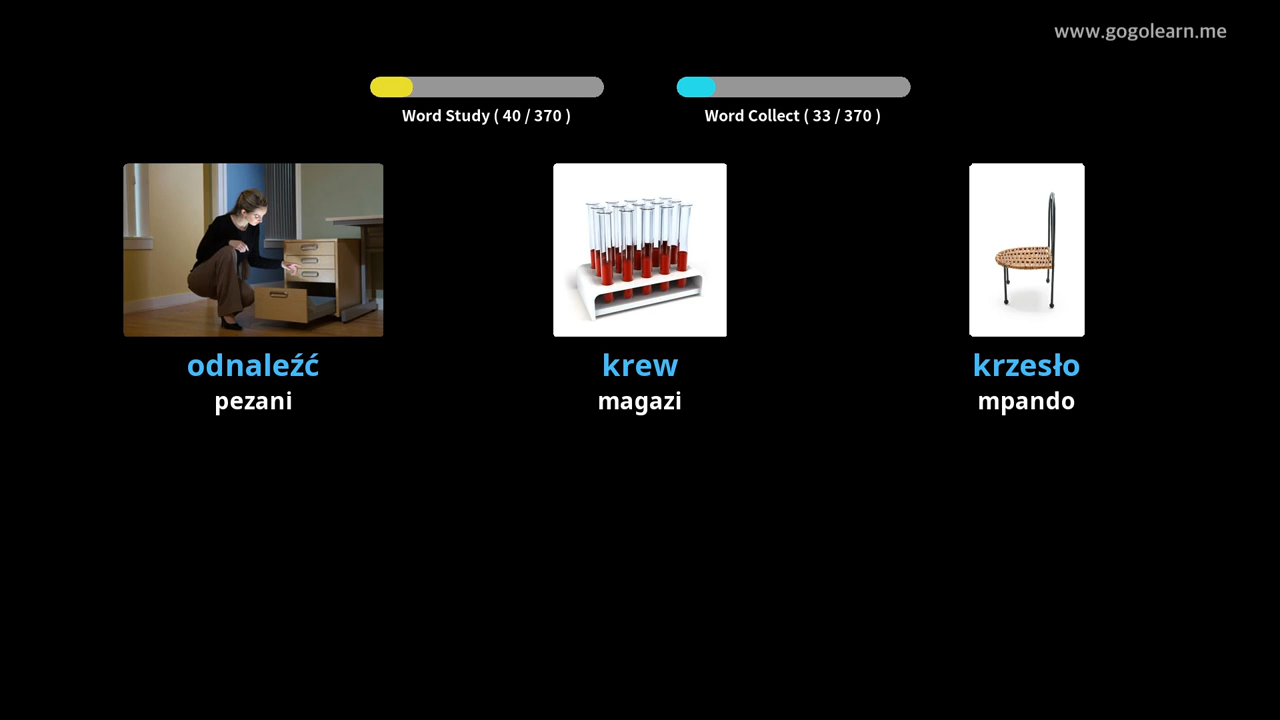 www.gogolearn.me
Word Study ( 40 / 370 )
Word Collect ( 33 / 370 )
odnaleźć
pezani
krew
magazi
krzesło
mpando